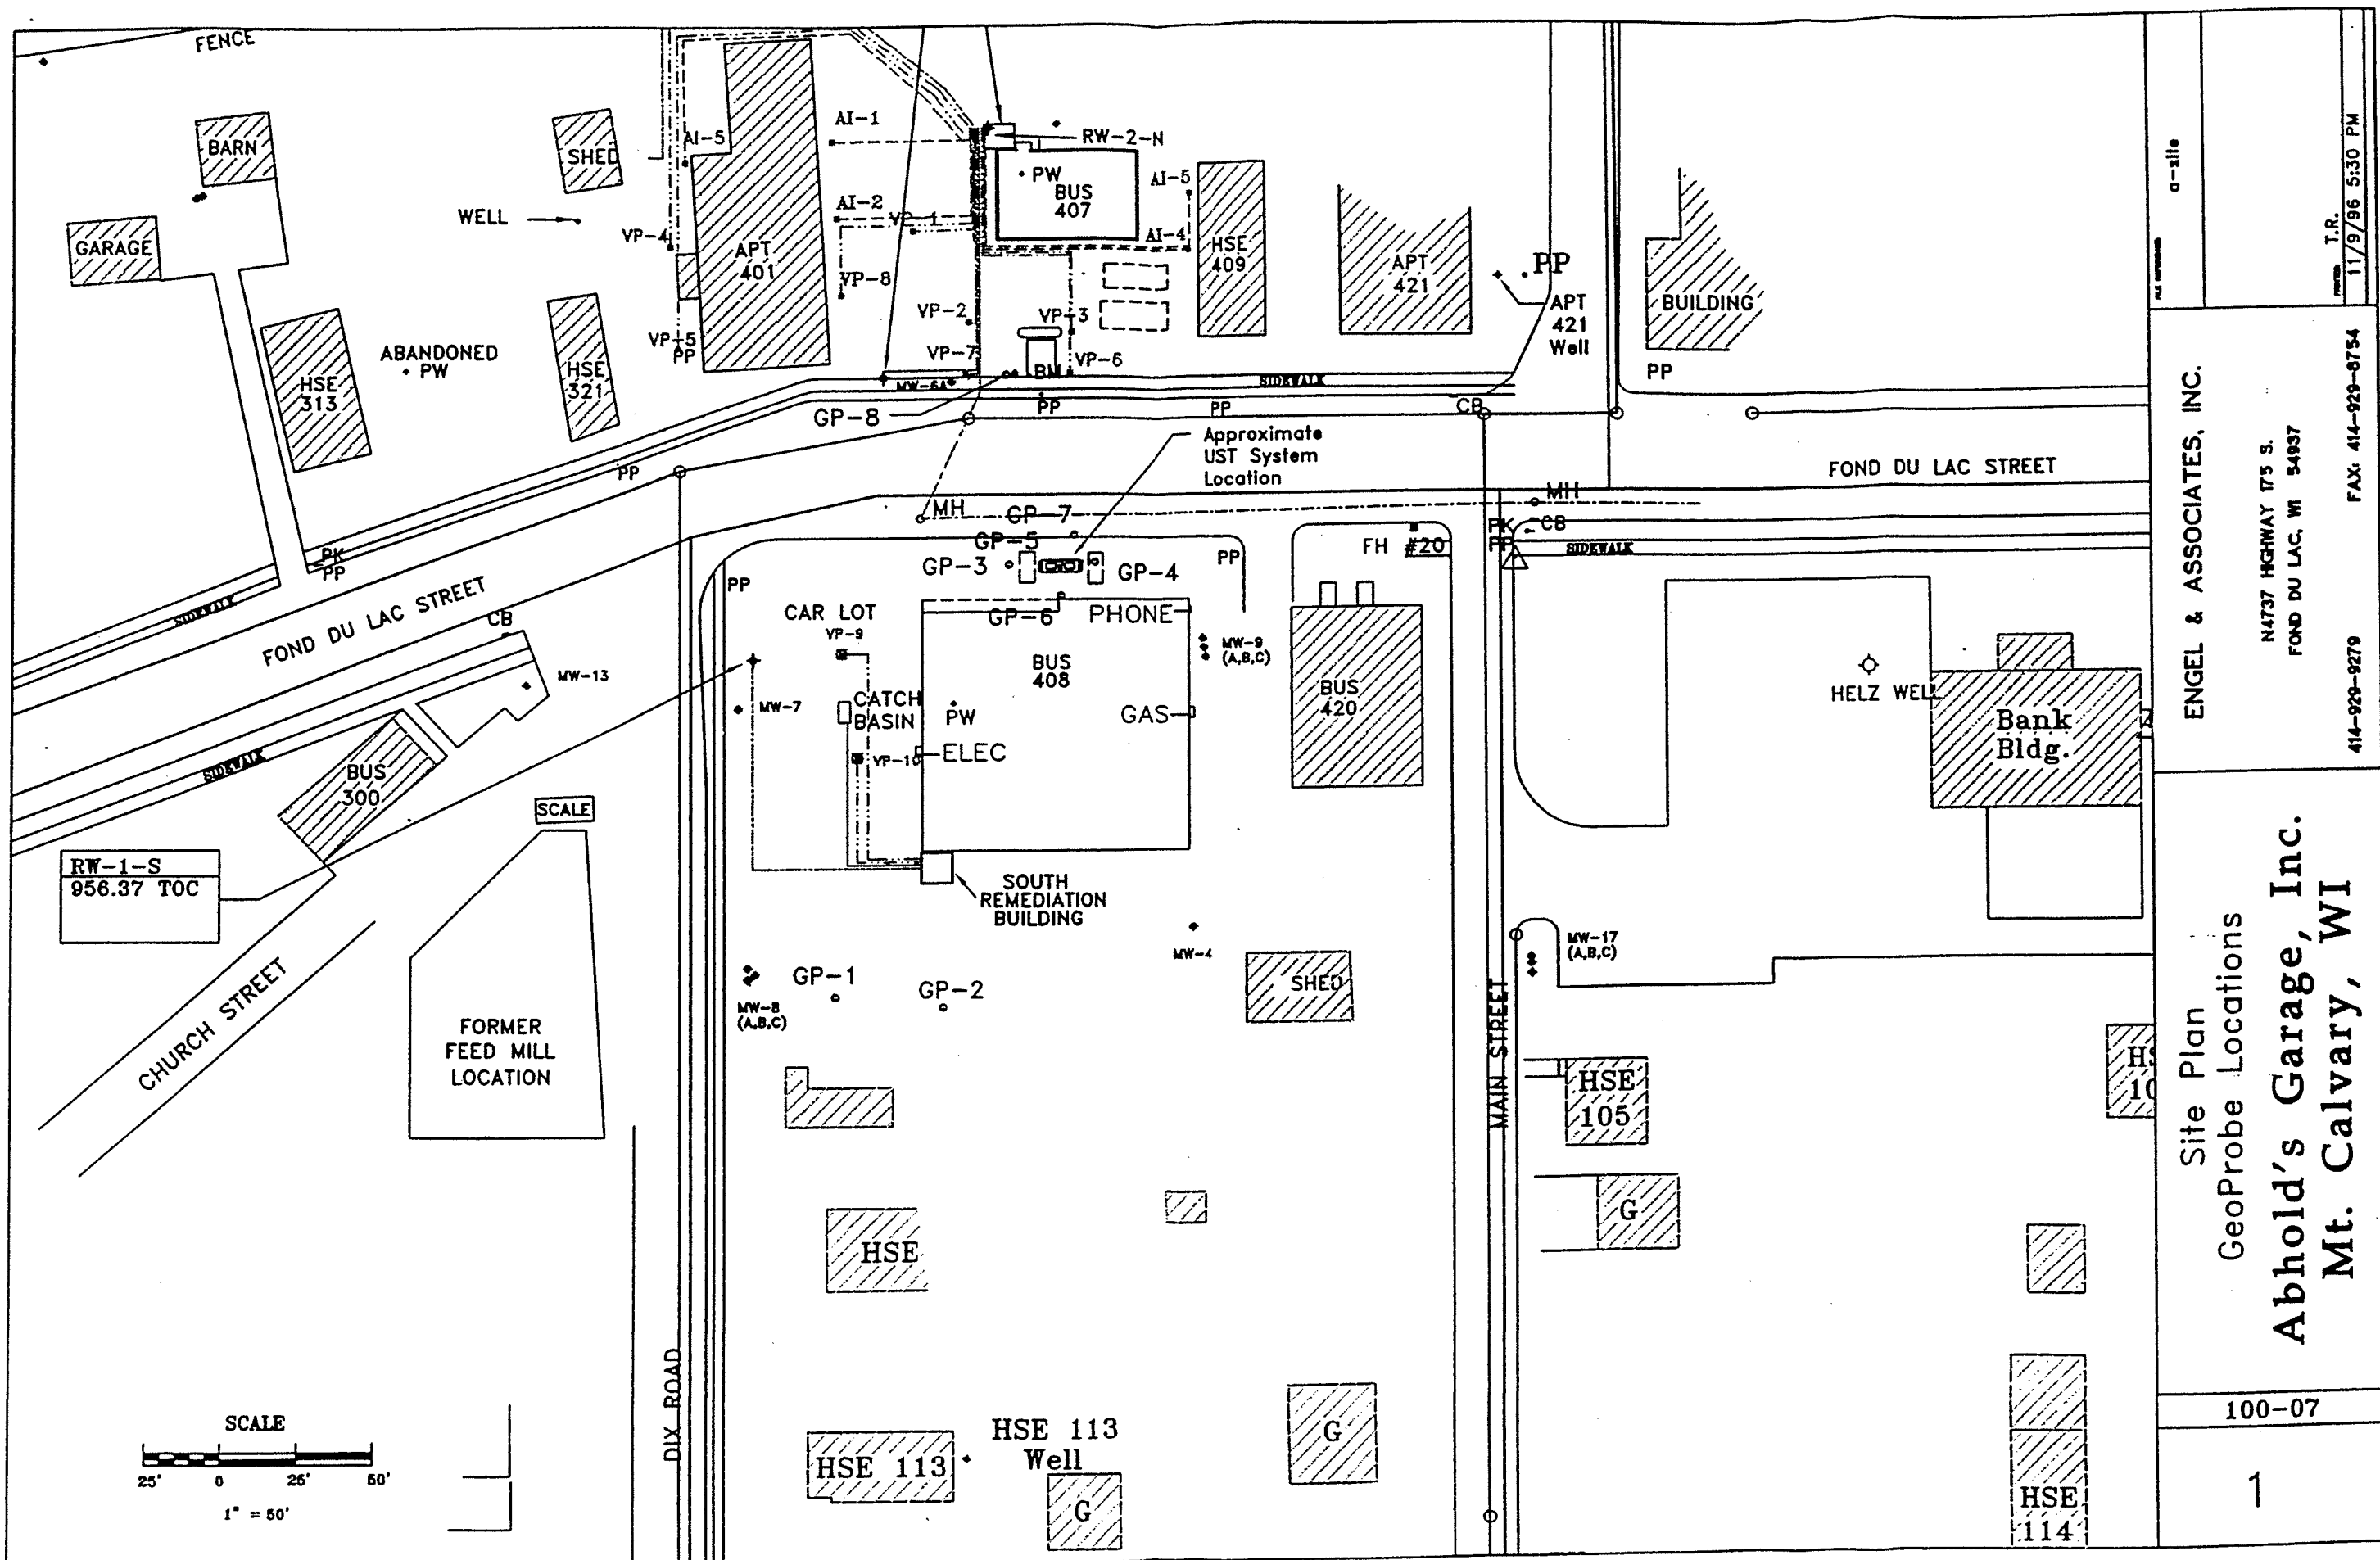 FENCE
BARN
SHED
AI-5
AI-1
RW-2-N
PW
BUS
407
AI-5
WELL
GARAGE
AI-2
VP-1
VP-4
APT
401
AI-4
HSE
409
APT
421
PP
APT
421
Well
BUILDING
VP-8
VP-2
VP-3
VP-5
PP
VP-7
VP-6
BM
MW-6A
ABANDONED
PW
HSE
313
HSE
321
SIDEWALK
PP
GP-8
PP
PP
CB
PP
Approximate
UST System
Location
FOND DU LAC STREET
MH
GP-7
MH
GP-5
GP-3
GP-4
PP
FH
#20
PK
PP
CB
SIDEWALK
PK
PP
SIDEWALK
FOND DU LAC STREET
PP
CB
CAR LOT
VP-9
GP-6
PHONE
MW-9
(A,B,C)
BUS
408
MW-13
MW-7
CATCH
BASIN
PW
GAS
BUS
420
HELZ WELL
Bank
Bldg.
ELEC
VP-10
SIDEWALK
BUS
300
SCALE
RW-1-S
956.37 TOC
SOUTH
REMEDIATION
BUILDING
MW-4
MW-17
(A,B,C)
SHED
CHURCH STREET
FORMER
FEED MILL
LOCATION
GP-1
GP-2
MW-8
(A,B,C)
MAIN STREET
HSE
105
HS
10
G
HSE
DIX ROAD
HSE 113
HSE 113
Well
G
G
HSE
114
SCALE
25'
0
25'
50'
1" = 50'
a-site
T.R.
11/9/96 5:30 PM
ENGEL & ASSOCIATES, INC.
N4737 HIGHWAY 175 S.
FOND DU LAC, WI 54937
414-929-9279
FAX: 414-929-8754
Site Plan
GeoProbe Locations
Abhold's Garage, Inc.
Mt. Calvary, WI
100-07
1